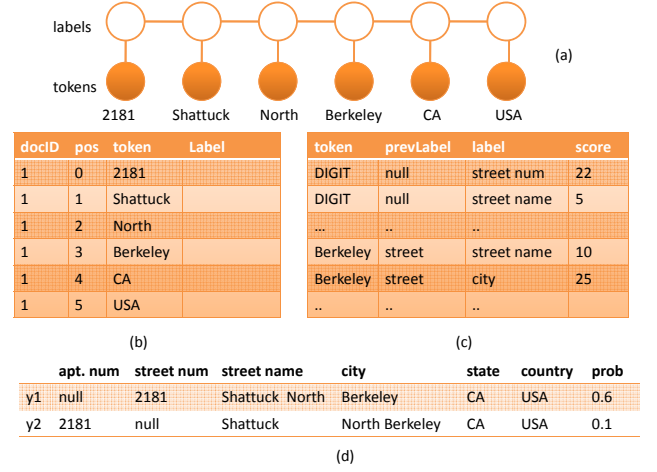 labels
(a)
tokens
2181 Shattuck North Berkeley CA USA
docID pos token Label
1 0 2181
1 1 Shattuck
1 2 North
1 3 Berkeley
1 4 CA
1 5 USA
(b)
token prevLabel label score
DIGIT null street num 22
DIGIT null street name 5
... .. ..
Berkeley street street name 10
Berkeley street city 25
.. .. ..
(c)
apt. num street num street name city state country prob
y1 null 2181 Shattuck North Berkeley CA USA 0.6
y2 2181 null Shattuck North Berkeley CA USA 0.1
(d)